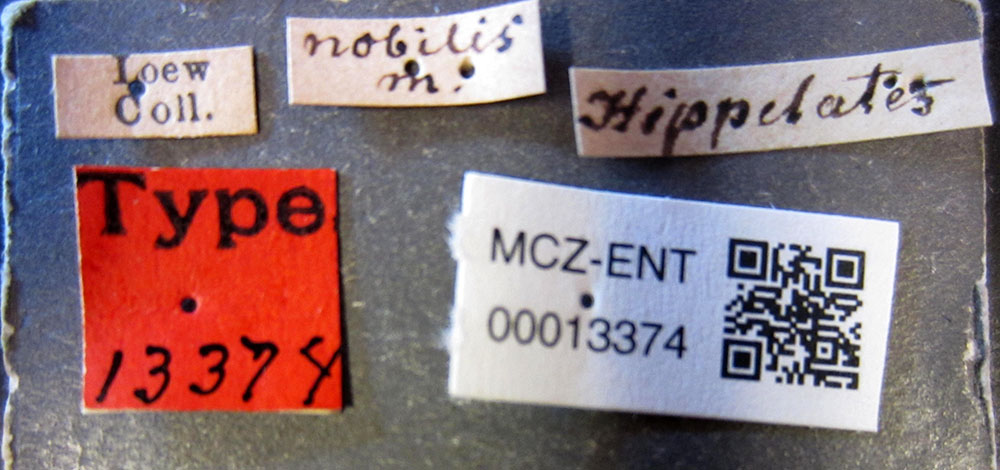 Loew
Coll.
nobilis
m.
Hippelates
Type
13374
MCZ-ENT
00013374